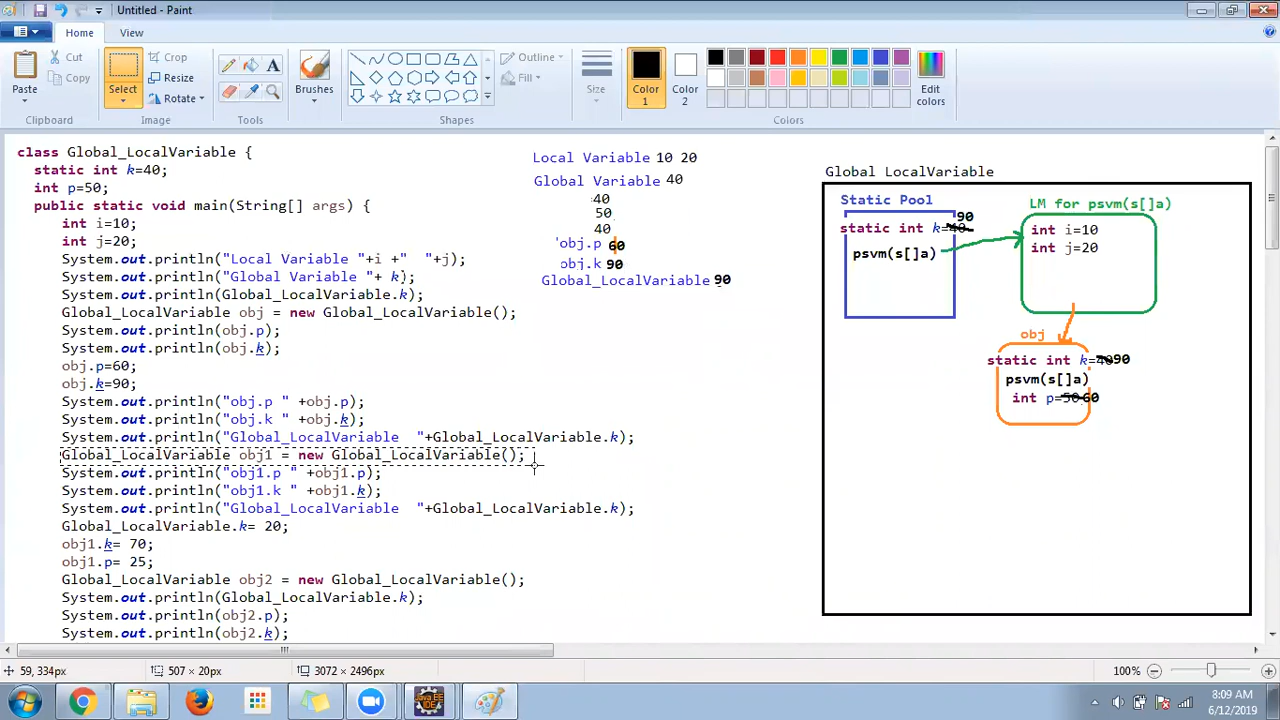 Untitled - Paint
Home
View
Paste
Cut
Copy
Clipboard
Select
Crop
Resize
Rotate
Image
Tools
Brushes
Outline
Fill
Shapes
Size
Color 1
Color 2
Edit colors
Colors
class Global_LocalVariable {
static int k=40;
int p=50;
public static void main(String[] args) {
int i=10;
int j=20;
System.out.println("Local Variable "+i +"  "+j);
System.out.println("Global Variable "+ k);
System.out.println(Global_LocalVariable.k);
Global_LocalVariable obj = new Global_LocalVariable();
System.out.println(obj.p);
System.out.println(obj.k);
obj.p=60;
obj.k=90;
System.out.println("obj.p " +obj.p);
System.out.println("obj.k " +obj.k);
System.out.println("Global_LocalVariable  "+Global_LocalVariable.k);
Global_LocalVariable obj1 = new Global_LocalVariable();
System.out.println("obj1.p " +obj1.p);
System.out.println("obj1.k " +obj1.k);
System.out.println("Global_LocalVariable  "+Global_LocalVariable.k);
Global_LocalVariable.k= 20;
obj1.k= 70;
obj1.p= 25;
Global_LocalVariable obj2 = new Global_LocalVariable();
System.out.println(Global_LocalVariable.k);
System.out.println(obj2.p);
System.out.println(obj2.k);
Local Variable 10 20
Global Variable 40
40
50
40
'obj.p 60
obj.k 90
Global_LocalVariable 90
Global LocalVariable
Static Pool
90
static int k=40
psvm(s[]a)
LM for psvm(s[]a)
int i=10
int j=20
obj
static int k=40 90
psvm(s[]a)
int p=50 60
59, 334px
507 × 20px
3072 × 2496px
100%
8:09 AM
6/12/2019